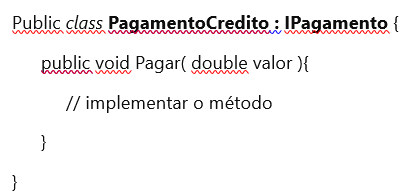 Public class PagamentoCredito : IPagamento {
public void Pagar( double valor ){
// implementar o método
}
}